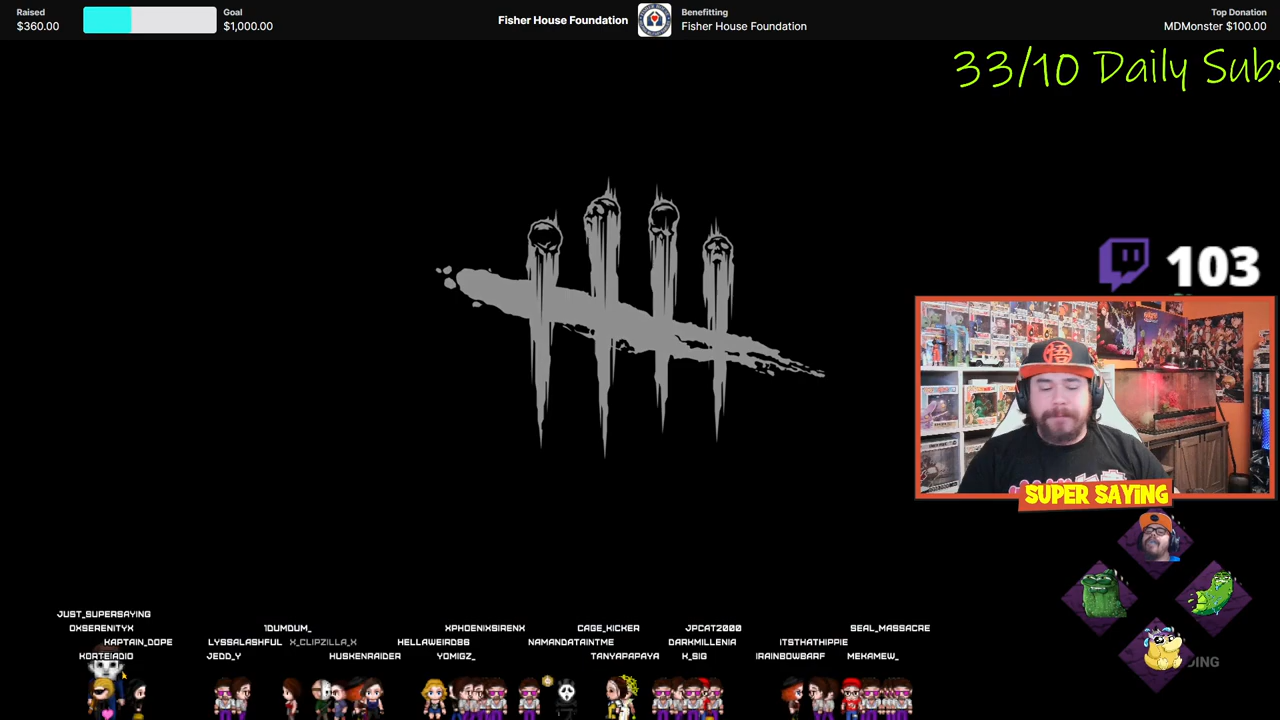 Raised
$360.00
Goal
$1,000.00
Fisher House Foundation
Benefitting
Fisher House Foundation
Top Donation
MDMonster $100.00
33/10 Daily Subs
103
SUPER SAYING
JUST_SUPERSAYING
OXSERENITYX
1DUMDUM_
XPHOENIXSIRENX
CAGE_KICKER
JPCAT2000
SEAL_MASSACRE
KAPTAIN_DOPE
LYSSALASHFUL
X_CLIPZILLA_X
HELLAWEIRD86
NAMANDATAINTME
DARKMILLENIA
ITSTHATHIPPIE
KORTEIADIO
JEDD_Y
HUSKENRAIDER
YOMIGZ_
TANYAPAPAYA
K_SIG
IRAINBOWBARF
MEKAMEW_
DING